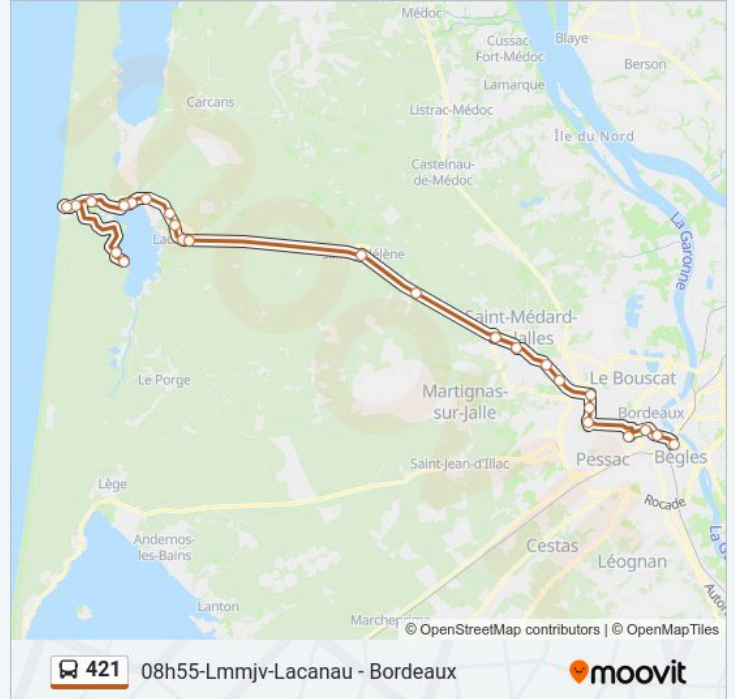 Médoc
Cussac-
Fort-Médoc
Blaye
Berson
Lamarque
Carcans
Listrac-Médoc
Île du Nord
Castelnau-
de-Médoc
La Garonne
Saint-Médard-
Le Porge
Le Bouscat
Martignas-
sur-Jalle
Bordeaux
Saint-Jean-d'Illac
Pessac
Bègles
Lège
Rocade
Andernos-
les-Bains
Cestas
Léognan
Lanton
© OpenStreetMap contributors | © OpenMapTiles
421
08h55-Lmmjv-Lacanau - Bordeaux
moovit